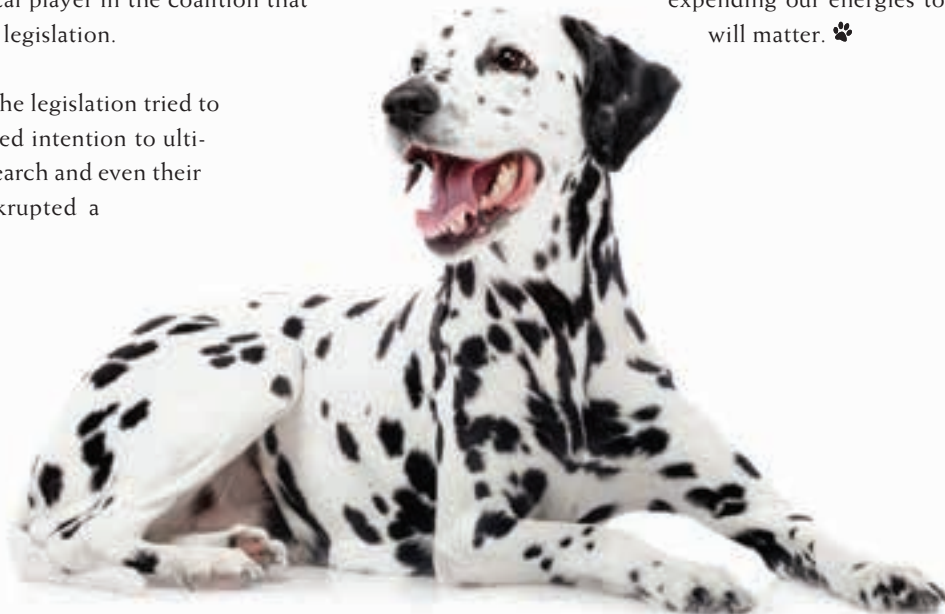 cal player in the coalition that
legislation.
he legislation tried to
ed intention to ulti-
earch and even their
krupted a
expending our energies to
will matter.